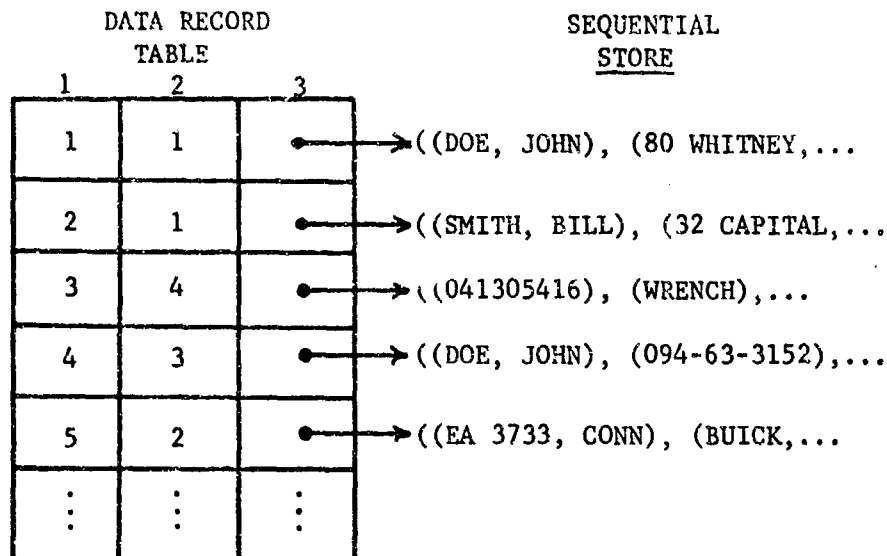 DATA RECORD
TABLE
SEQUENTIAL
STORE
1 2 3
1 1 ((DOE, JOHN), (80 WHITNEY,...
2 1 ((SMITH, BILL), (32 CAPITAL,...
3 4 ((041305416), (WRENCH),...
4 3 ((DOE, JOHN), (094-63-3152),...
5 2 ((EA 3733, CONN), (BUICK,...
⋮ ⋮ ⋮